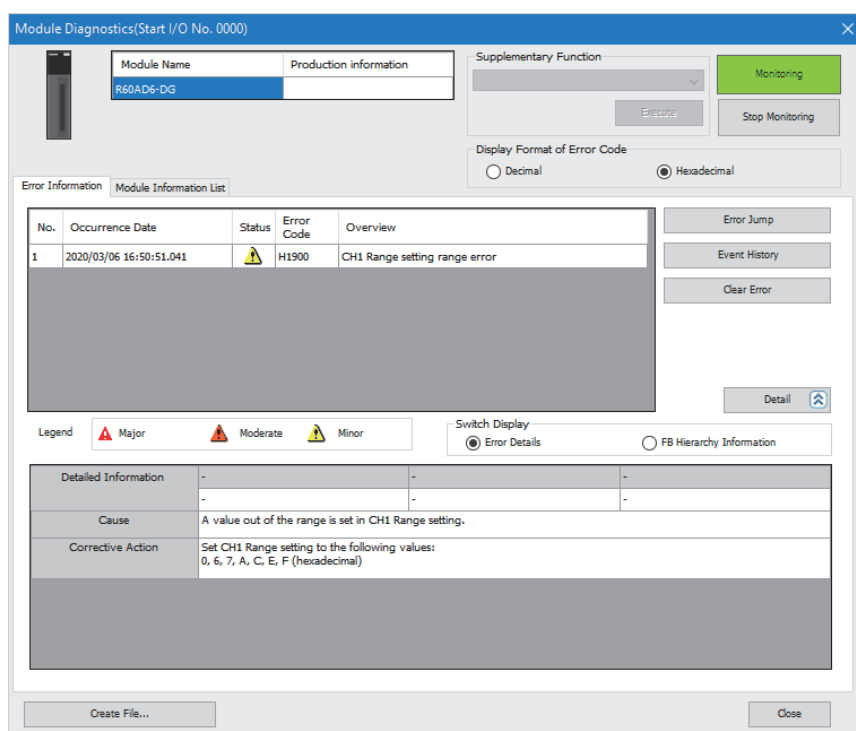 Module Diagnostics(Start I/O No. 0000)
Module Name Production information
R60AD6-DG
Supplementary Function
Execute
Monitoring
Stop Monitoring
Display Format of Error Code
Decimal Hexadecimal
Error Information Module Information List
No. Occurrence Date Status Error Code Overview
1 2020/03/06 16:50:51.041 H1900 CH1 Range setting range error
Error Jump
Event History
Clear Error
Detail
Legend Major Moderate Minor
Switch Display
Error Details FB Hierarchy Information
Detailed Information - - -
- - -
Cause A value out of the range is set in CH1 Range setting.
Corrective Action Set CH1 Range setting to the following values:
0, 6, 7, A, C, E, F (hexadecimal)
Create File... Close